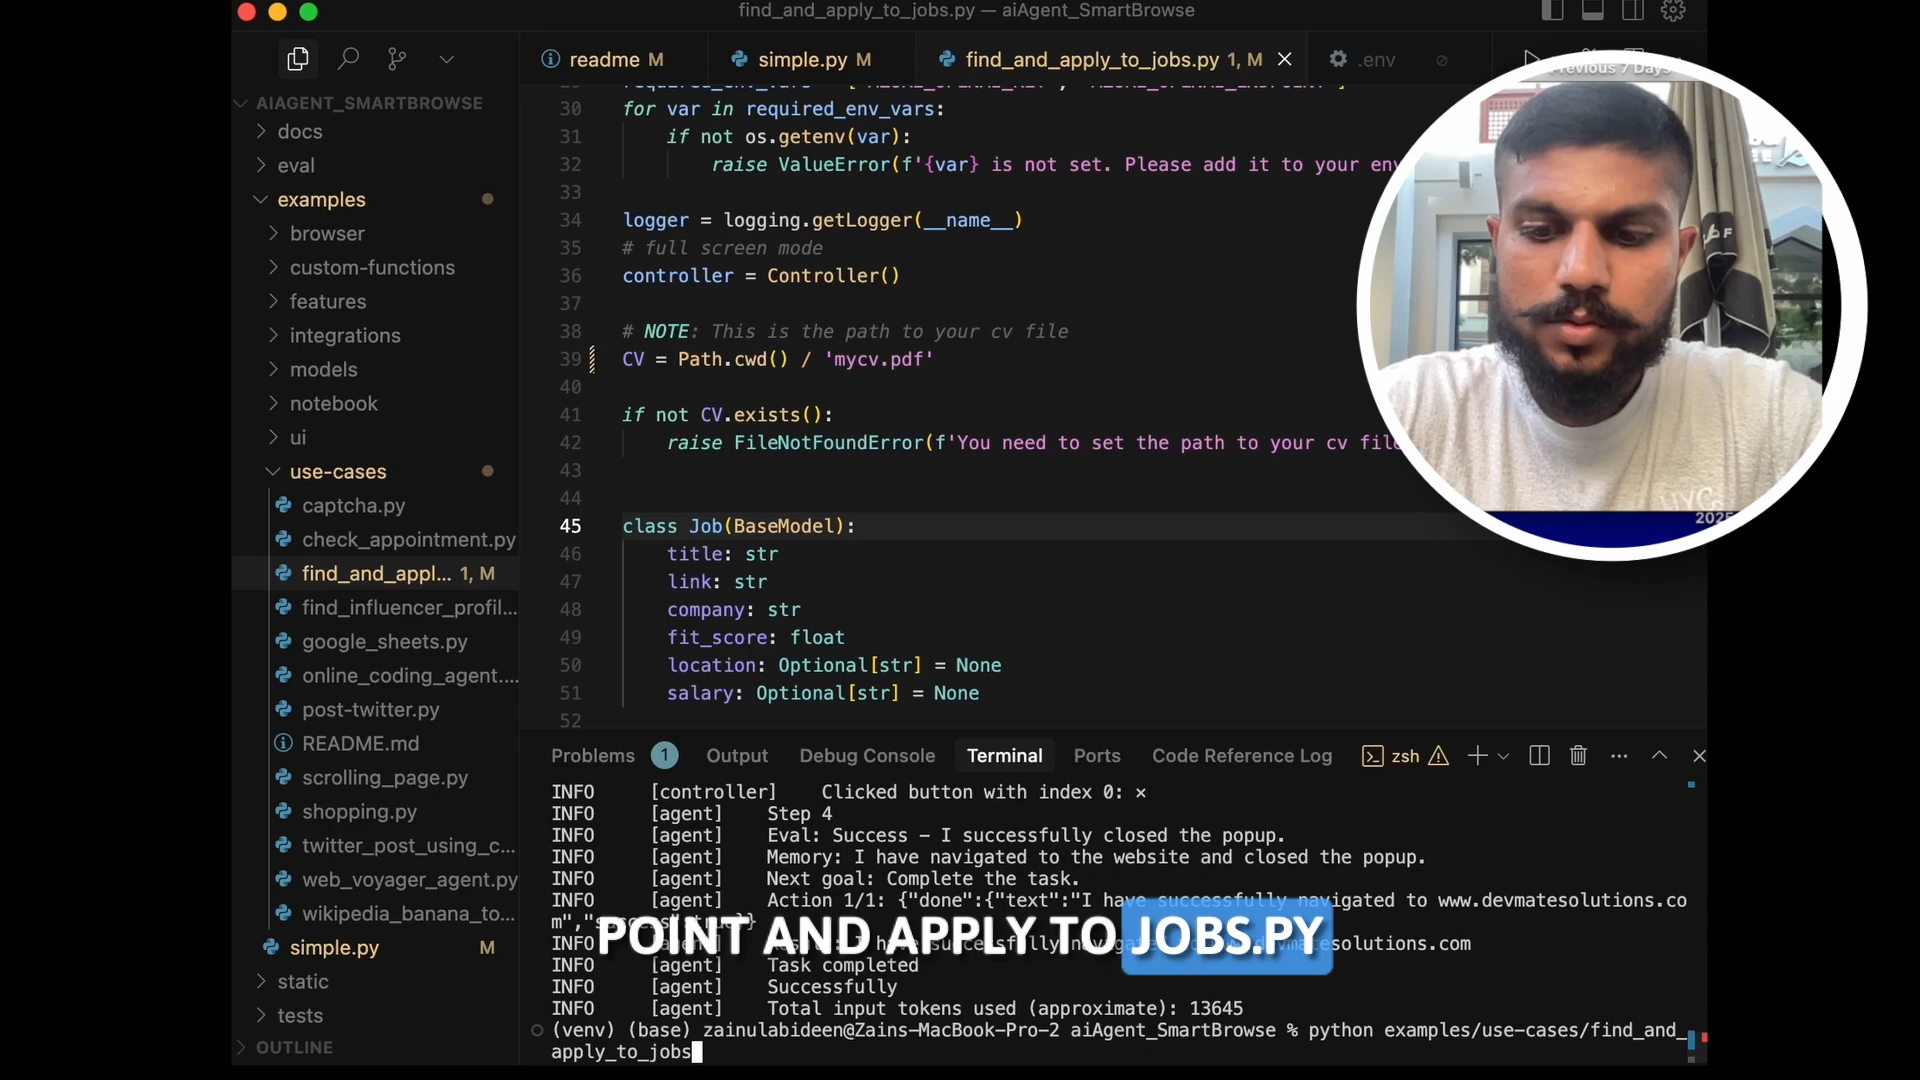 find_and_apply_to_jobs.py — aiAgent_SmartBrowse
readme M
simple.py M
find_and_apply_to_jobs.py 1, M
.env
Previous 7 Days
AIAGENT_SMARTBROWSE
docs
eval
examples
browser
custom-functions
features
integrations
models
notebook
ui
use-cases
captcha.py
check_appointment.py
find_and_appl... 1, M
find_influencer_profil...
google_sheets.py
online_coding_agent....
post-twitter.py
README.md
scrolling_page.py
shopping.py
twitter_post_using_c...
web_voyager_agent.py
wikipedia_banana_to...
simple.py M
static
tests
OUTLINE
30 for var in required_env_vars:
31 if not os.getenv(var):
32 raise ValueError(f'{var} is not set. Please add it to your env
33
34 logger = logging.getLogger(__name__)
35 # full screen mode
36 controller = Controller()
37
38 # NOTE: This is the path to your cv file
39 CV = Path.cwd() / 'mycv.pdf'
40
41 if not CV.exists():
42 raise FileNotFoundError(f'You need to set the path to your cv file
43
44
45 class Job(BaseModel):
46 title: str
47 link: str
48 company: str
49 fit_score: float
50 location: Optional[str] = None
51 salary: Optional[str] = None
52
2025
Problems 1 Output Debug Console Terminal Ports Code Reference Log zsh
INFO [controller] Clicked button with index 0: ×
INFO [agent] Step 4
INFO [agent] Eval: Success – I successfully closed the popup.
INFO [agent] Memory: I have navigated to the website and closed the popup.
INFO [agent] Next goal: Complete the task.
INFO [agent] Action 1/1: {"done":{"text":"I have successfully navigated to www.devmatesolutions.co
POINT AND APPLY TO JOBS.PY
INFO [agent] Task completed
INFO [agent] Successfully
INFO [agent] Total input tokens used (approximate): 13645
(venv) (base) zainulabideen@Zains-MacBook-Pro-2 aiAgent_SmartBrowse % python examples/use-cases/find_and_
apply_to_jobs